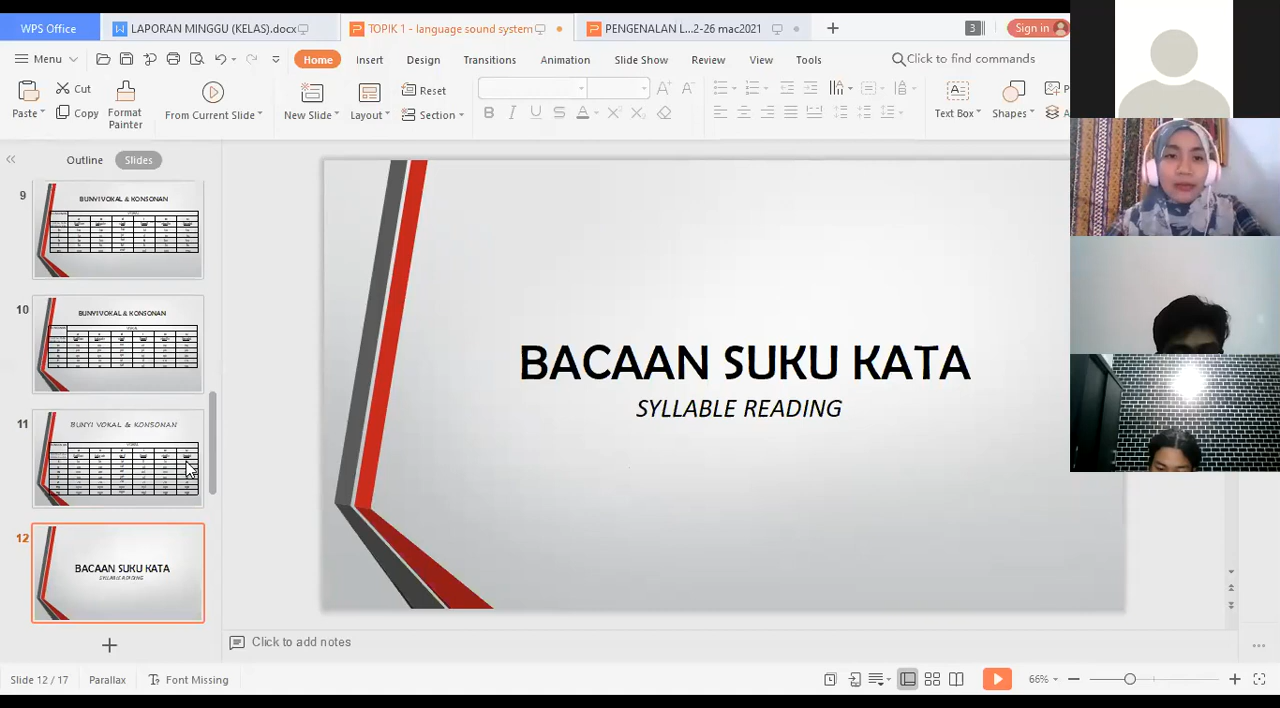 WPS Office
LAPORAN MINGGU (KELAS).docx
TOPIK 1 - language sound system
PENGENALAN L...2-26 mac2021
3
Sign in
Menu
Home
Insert
Design
Transitions
Animation
Slide Show
Review
View
Tools
Click to find commands
Paste
Cut
Format
Painter
From Current Slide
New Slide
Layout
Reset
Section
B I U S A X² X₂
Text Box
Shapes
Outline
Slides
9
BUNYI VOKAL & KONSONAN
10
BUNYI VOKAL & KONSONAN
11
BUNYI VOKAL & KONSONAN
12
BACAAN SUKU KATA
SYLLABLE READING
BACAAN SUKU KATA
SYLLABLE READING
Click to add notes
Slide 12 / 17
Parallax
Font Missing
66%